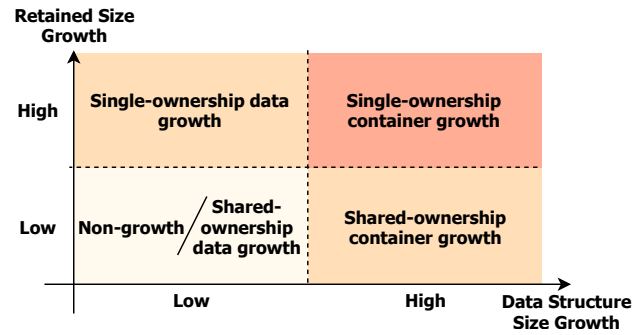 Retained Size
Growth
High
Single-ownership data
growth
Single-ownership
container growth
Low
Non-growth
Shared-
ownership
data growth
Shared-ownership
container growth
Low
High
Data Structure
Size Growth